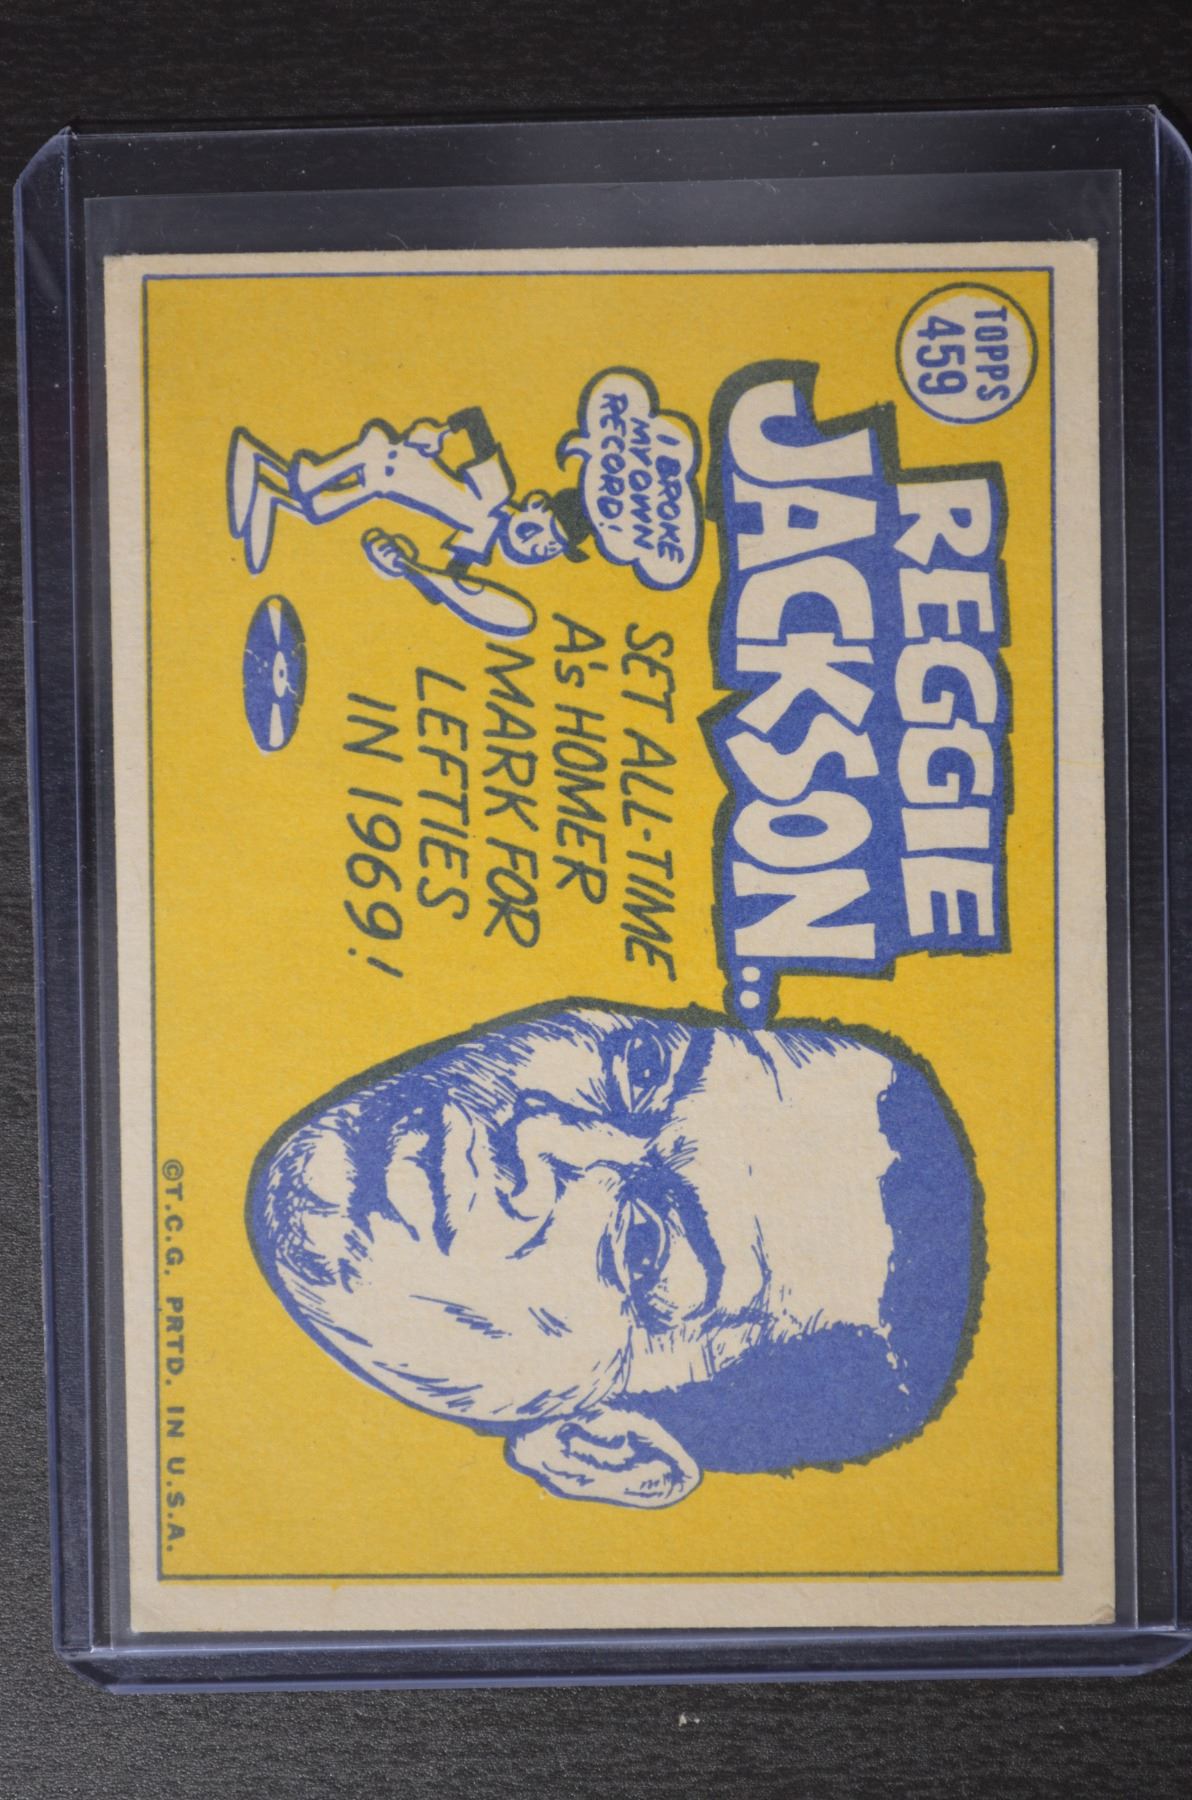 TOPPS
459
REGGIE
JACKSON..
I BROKE
MY OWN
RECORD!
SET ALL-TIME
A's HOMER
MARK FOR
LEFTIES
IN 1969!
©T.C.G. PRTD. IN U.S.A.